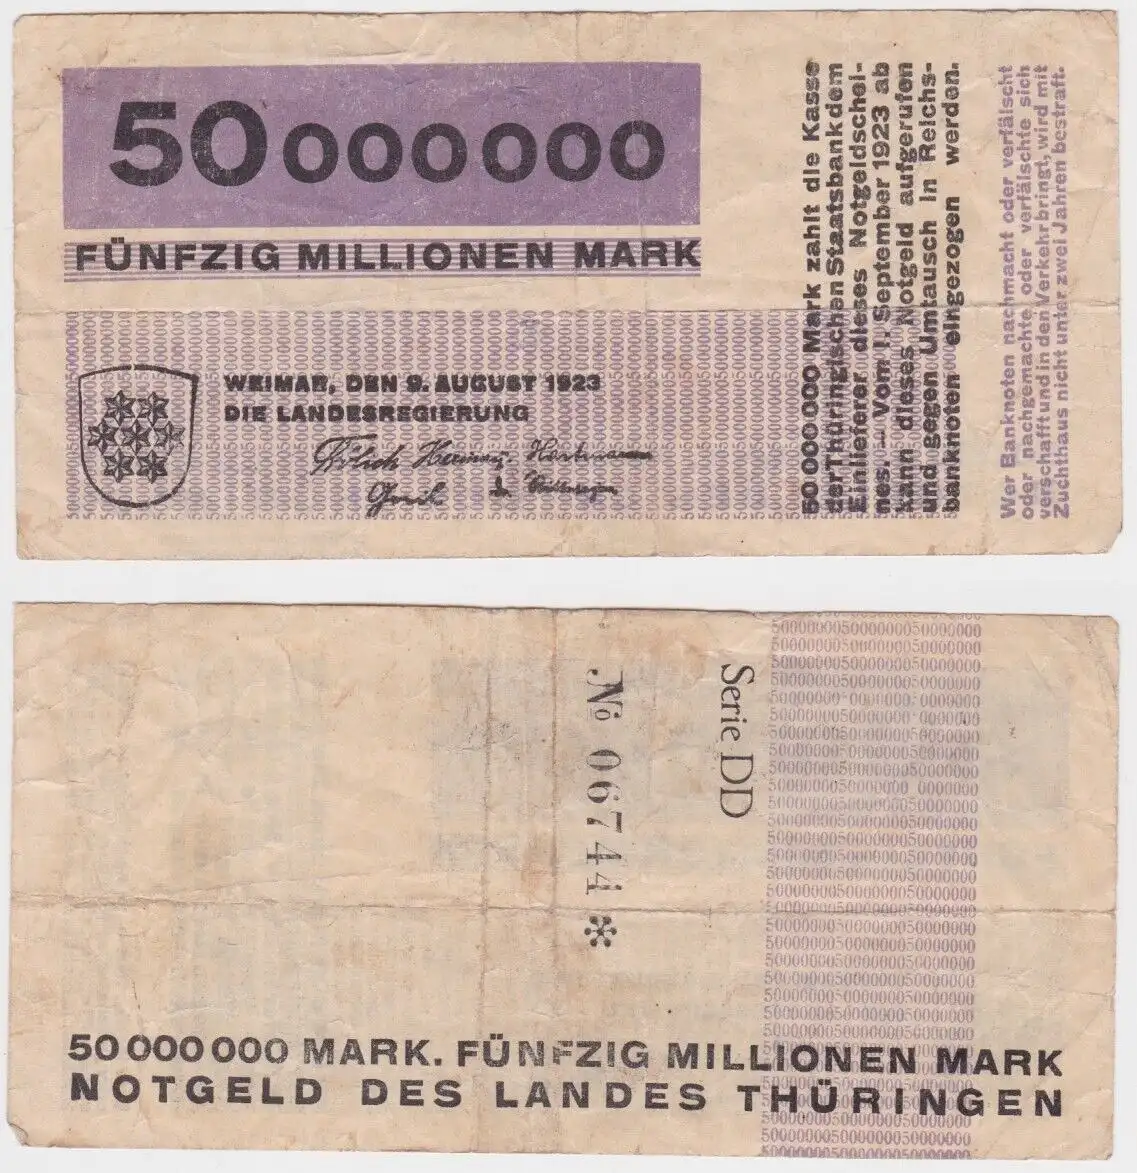 50000000
FÜNFZIG MILLIONEN MARK
WEIMAR, DEN 9. AUGUST 1923
DIE LANDESREGIERUNG
Frölich Hermann. Hartmann
50000000 Mark zahlt die Kasse
der Thüringischen Staatsbank dem
Einlieferer dieses Notgeldschei-
nes. — Vom 1. September 1923 ab
kann dieses Notgeld aufgerufen
und gegen Umtausch in Reichs-
banknoten eingezogen werden.
Wer Banknoten nachmacht oder verfälscht
oder nachgemachte oder verfälschte sich
verschafft und in den Verkehr bringt, wird mit
Zuchthaus nicht unter zwei Jahren bestraft.
Serie DD
№ 06744 *
50000000 MARK. FÜNFZIG MILLIONEN MARK
NOTGELD DES LANDES THÜRINGEN